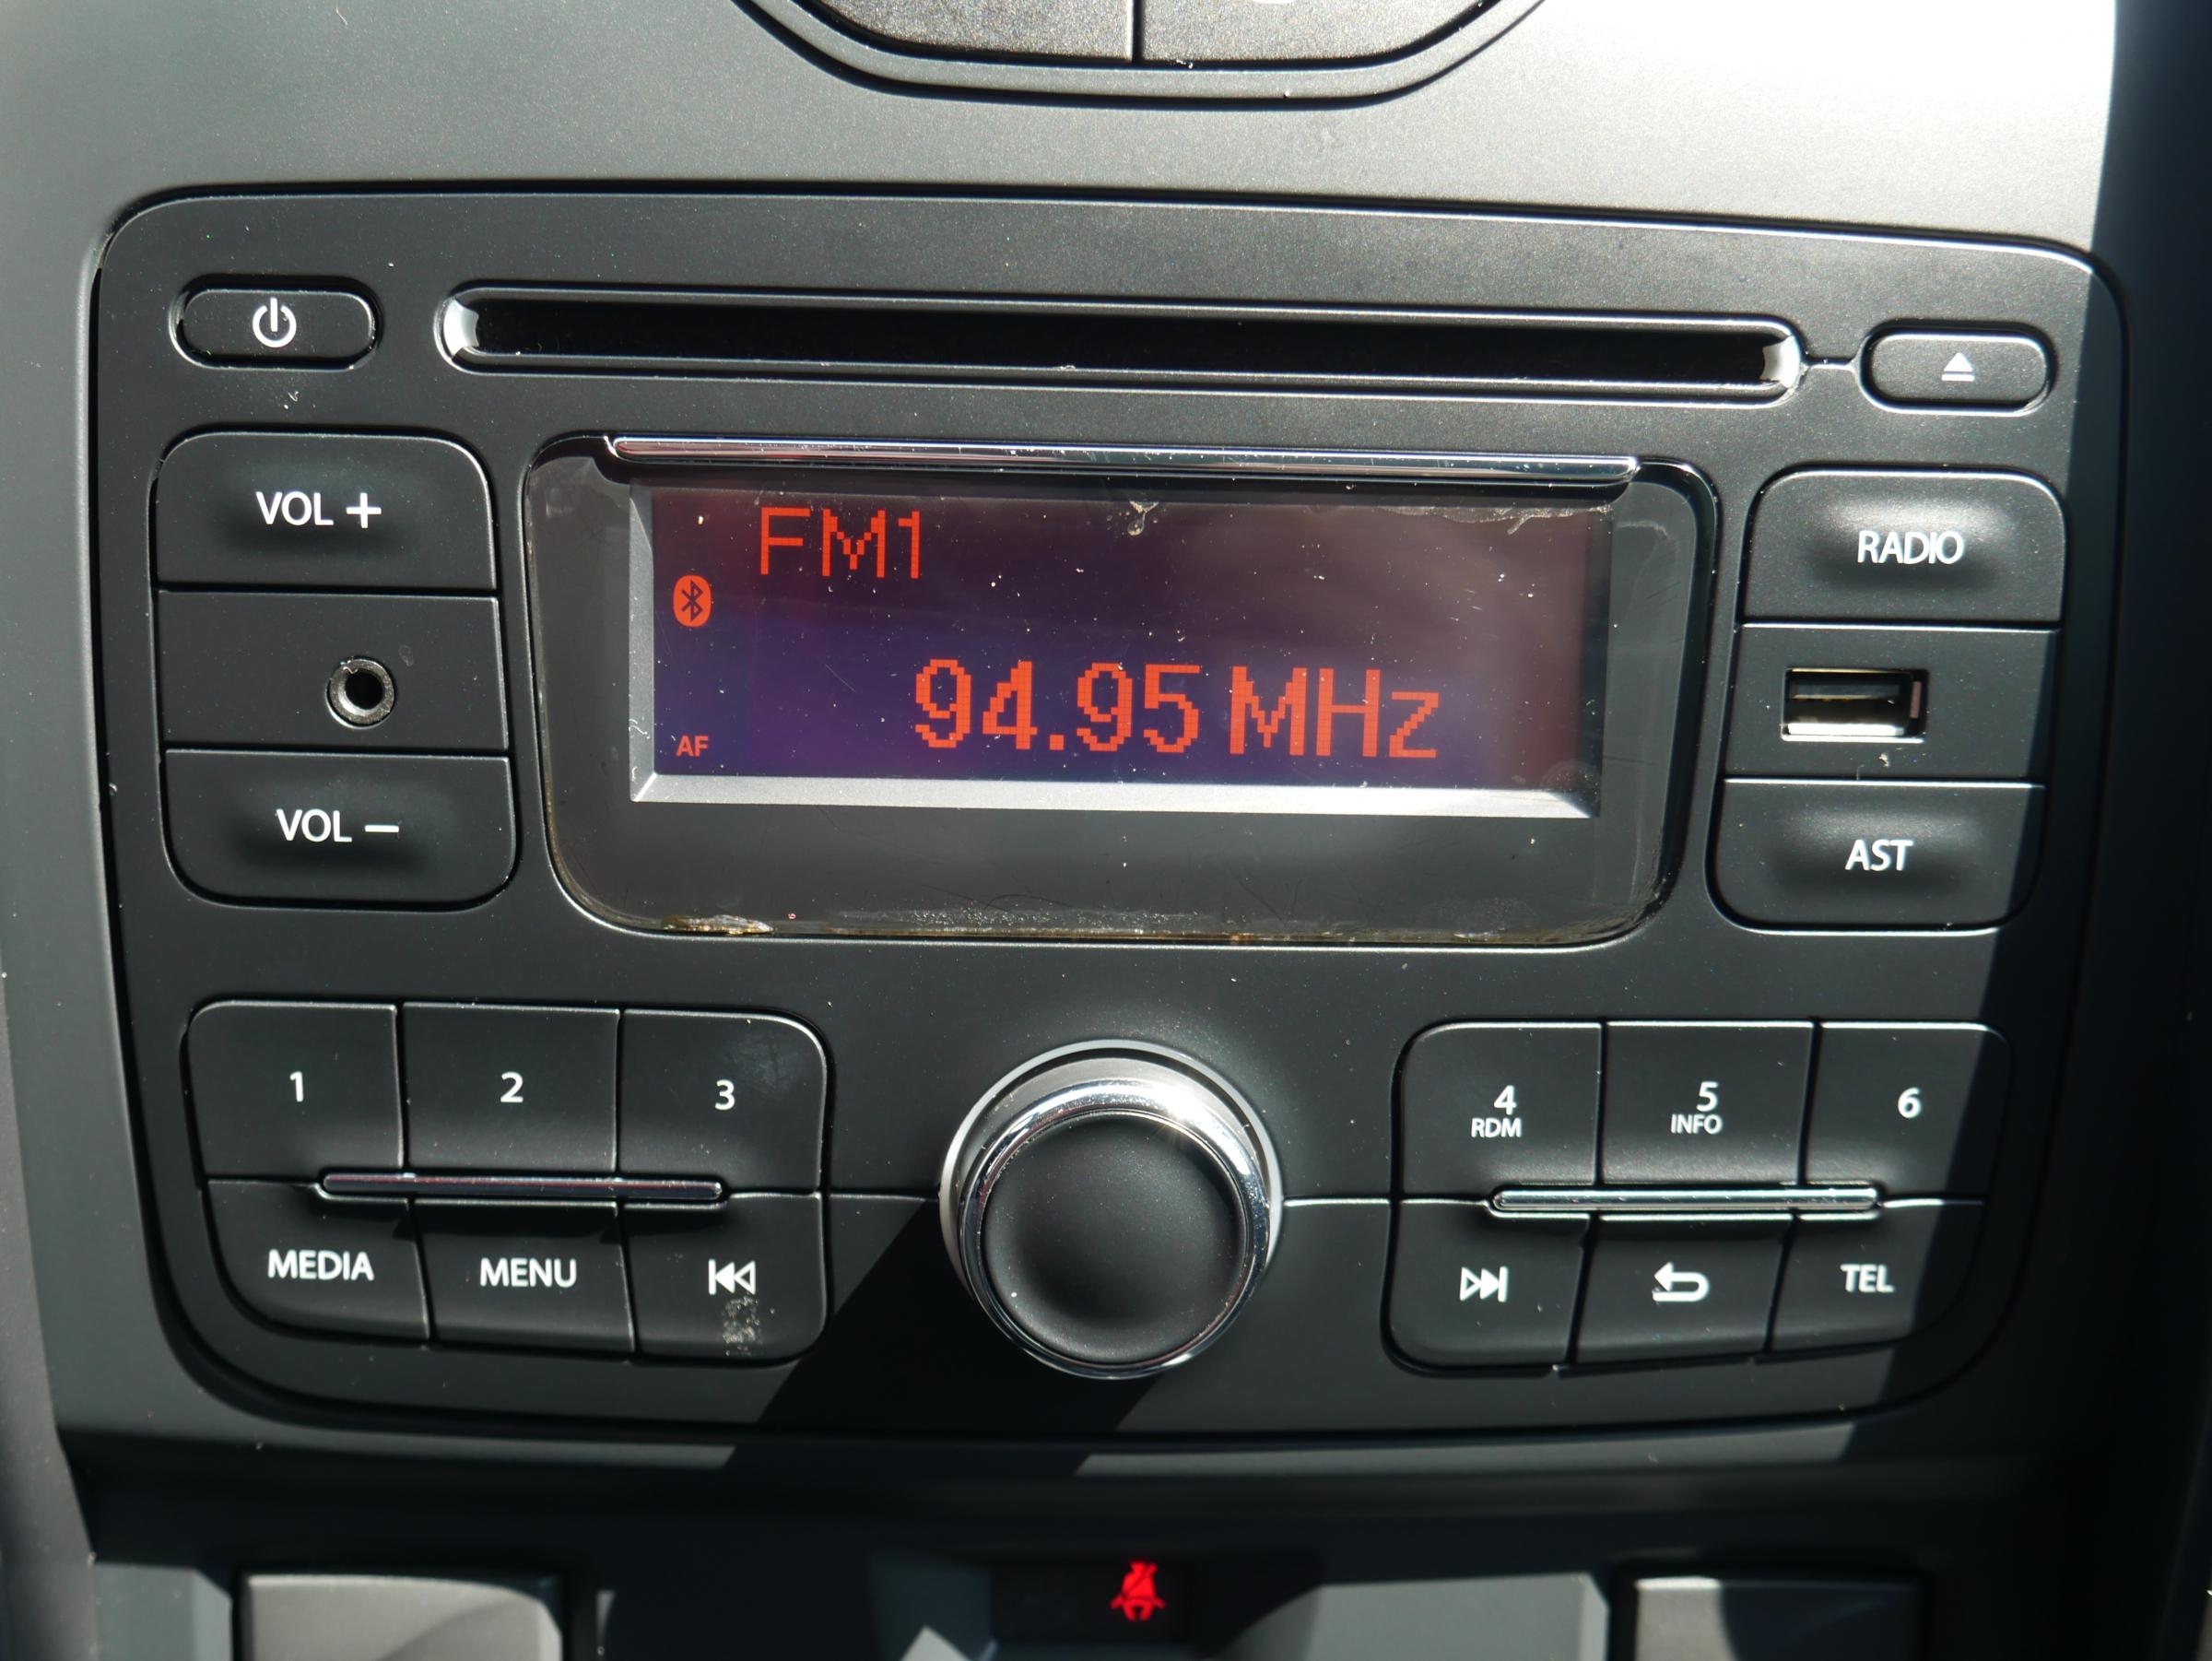 VOL +
FM1
RADIO
94.95 MHz
AF
VOL −
AST
1
2
3
4
RDM
5
INFO
6
MEDIA
MENU
TEL